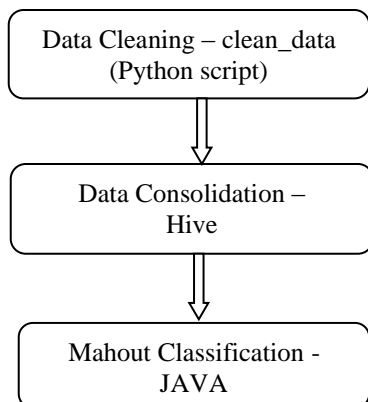 Data Cleaning – clean_data
(Python script)
Data Consolidation –
Hive
Mahout Classification -
JAVA